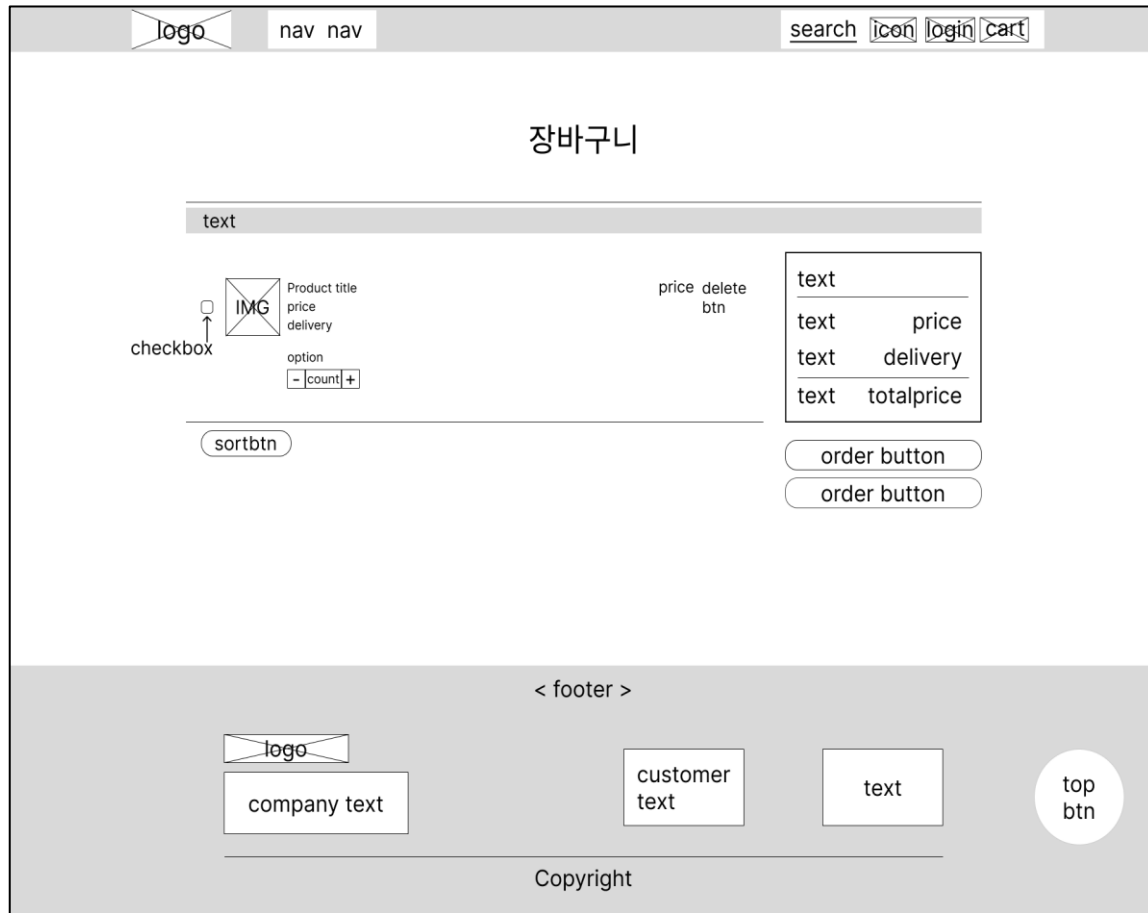 logo nav nav search icon login cart
장바구니
text
Product title
price
delivery
option
- count +
checkbox
IMG
price delete
btn
text
text price
text delivery
text totalprice
sortbtn
order button
order button
< footer >
logo
company text
customer
text
text
top
btn
Copyright